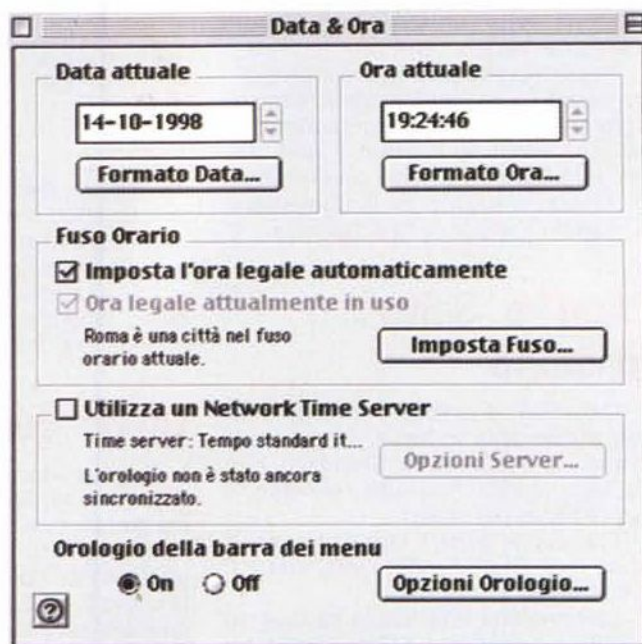 Data & Ora
Data attuale
14-10-1998
Formato Data...
Ora attuale
19:24:46
Formato Ora...
Fuso Orario
Imposta l'ora legale automaticamente
Ora legale attualmente in uso
Roma è una città nel fuso
orario attuale.
Imposta Fuso...
Utilizza un Network Time Server
Time server: Tempo standard it...
L'orologio non è stato ancora
sincronizzato.
Opzioni Server...
Orologio della barra dei menu
On
Off
Opzioni Orologio...
?